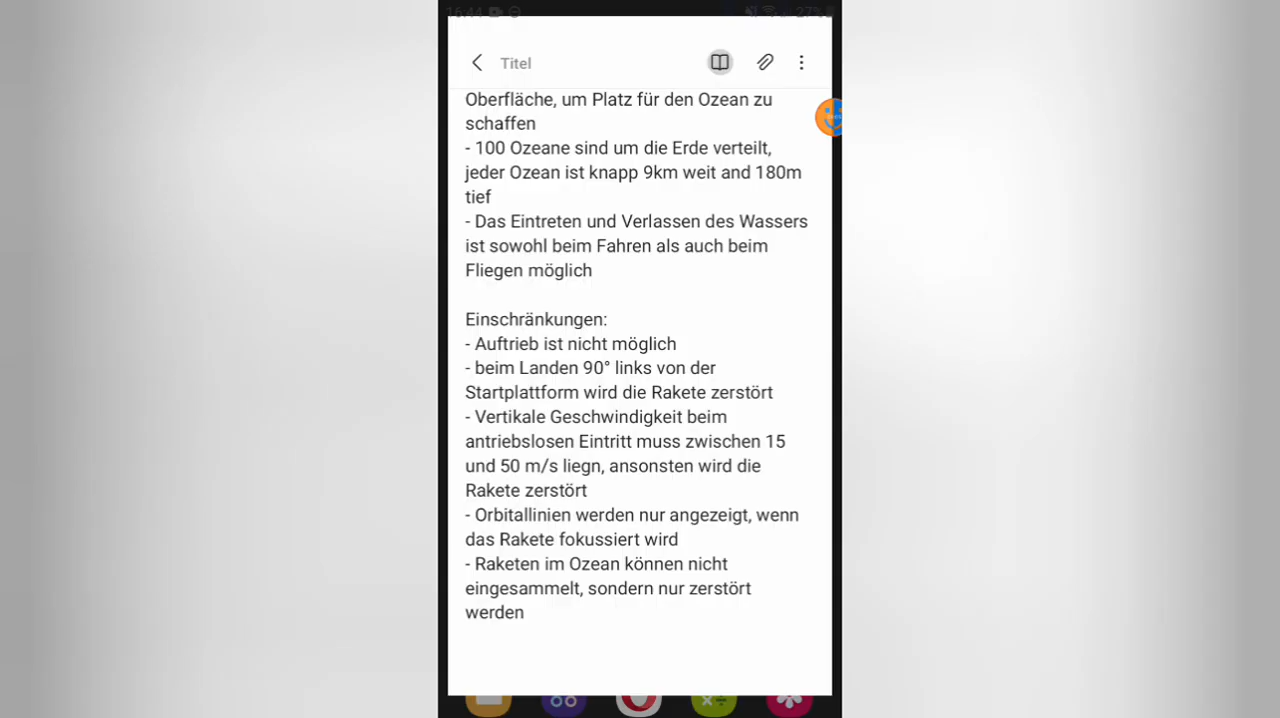 16:44
27%
Titel
Oberfläche, um Platz für den Ozean zu
schaffen
- 100 Ozeane sind um die Erde verteilt,
jeder Ozean ist knapp 9km weit and 180m
tief
- Das Eintreten und Verlassen des Wassers
ist sowohl beim Fahren als auch beim
Fliegen möglich
Einschränkungen:
- Auftrieb ist nicht möglich
- beim Landen 90° links von der
Startplattform wird die Rakete zerstört
- Vertikale Geschwindigkeit beim
antriebslosen Eintritt muss zwischen 15
und 50 m/s liegn, ansonsten wird die
Rakete zerstört
- Orbitallinien werden nur angezeigt, wenn
das Rakete fokussiert wird
- Raketen im Ozean können nicht
eingesammelt, sondern nur zerstört
werden